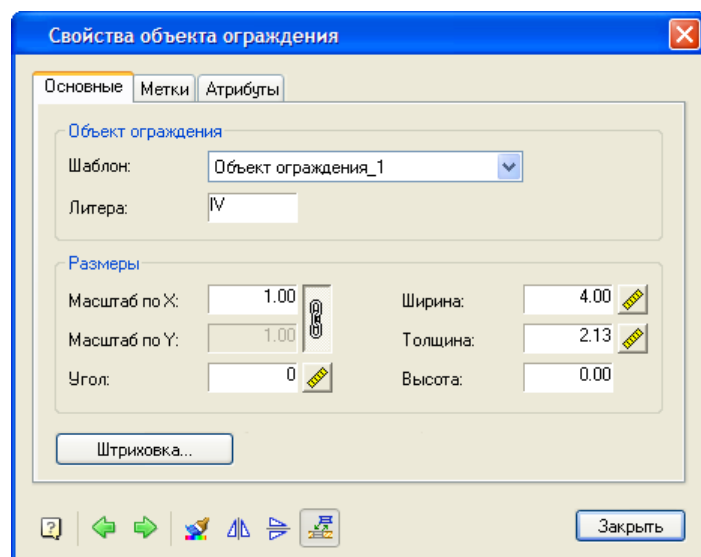 Свойства объекта ограждения
Основные Метки Атрибуты
Объект ограждения
Шаблон: Объект ограждения_1
Литера: IV
Размеры
Масштаб по X: 1.00 Ширина: 4.00
Масштаб по Y: 1.00 Толщина: 2.13
Угол: 0 Высота: 0.00
Штриховка...
Закрыть